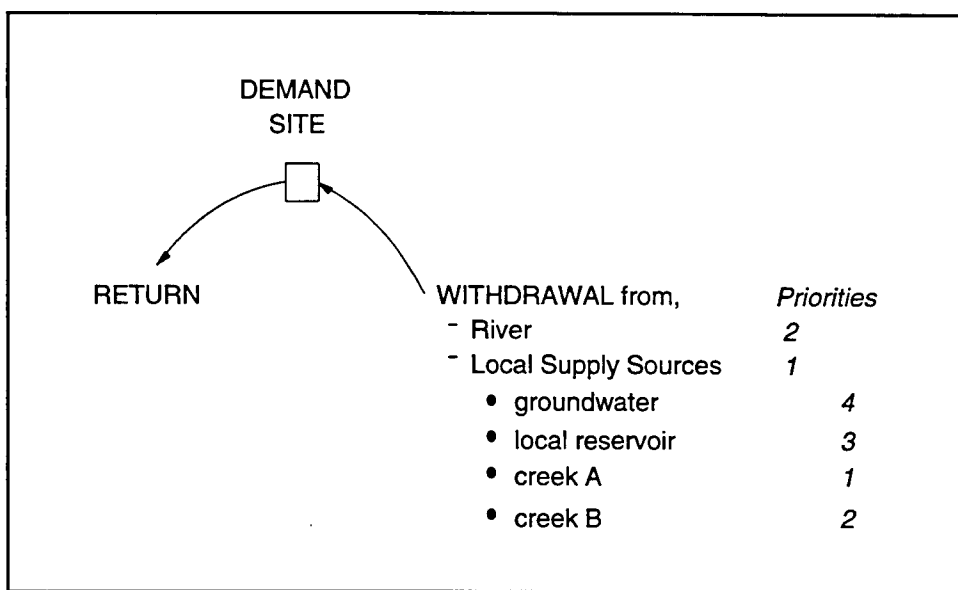 DEMAND
SITE
RETURN
WITHDRAWAL from, Priorities
- River 2
- Local Supply Sources 1
• groundwater 4
• local reservoir 3
• creek A 1
• creek B 2